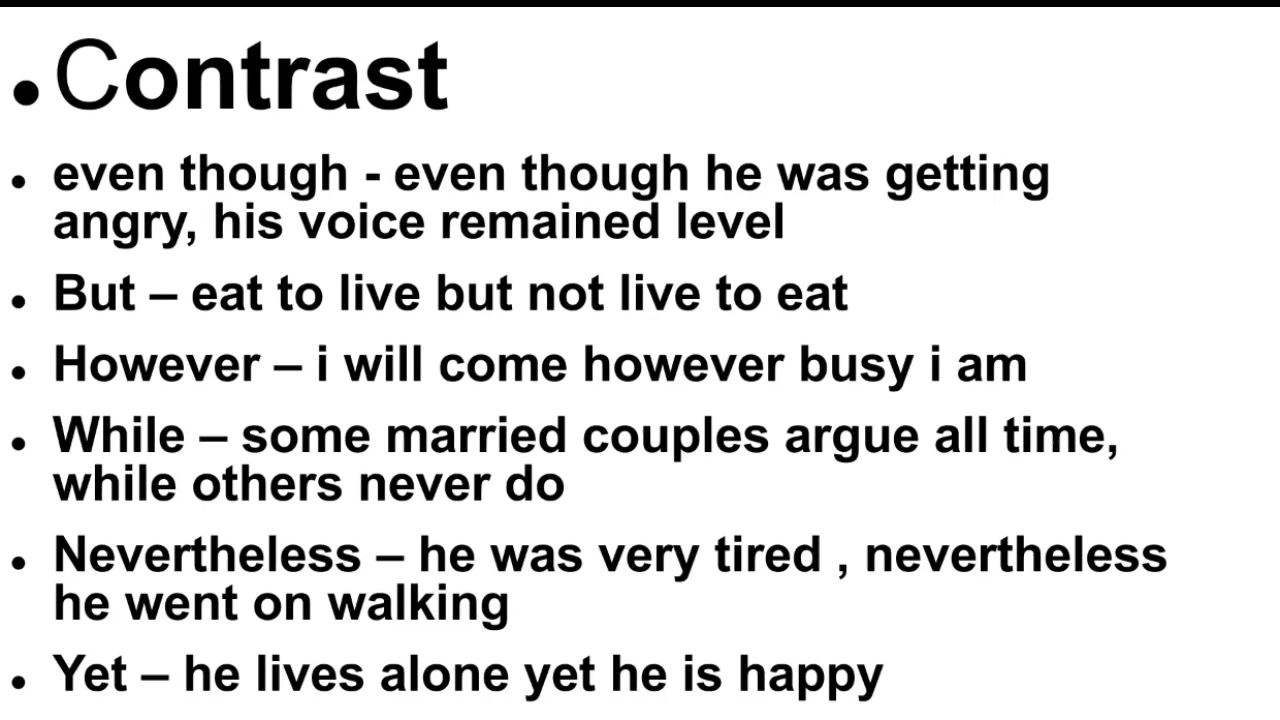 • Contrast
• even though - even though he was getting
angry, his voice remained level
• But – eat to live but not live to eat
• However – i will come however busy i am
• While – some married couples argue all time,
while others never do
• Nevertheless – he was very tired , nevertheless
he went on walking
• Yet – he lives alone yet he is happy